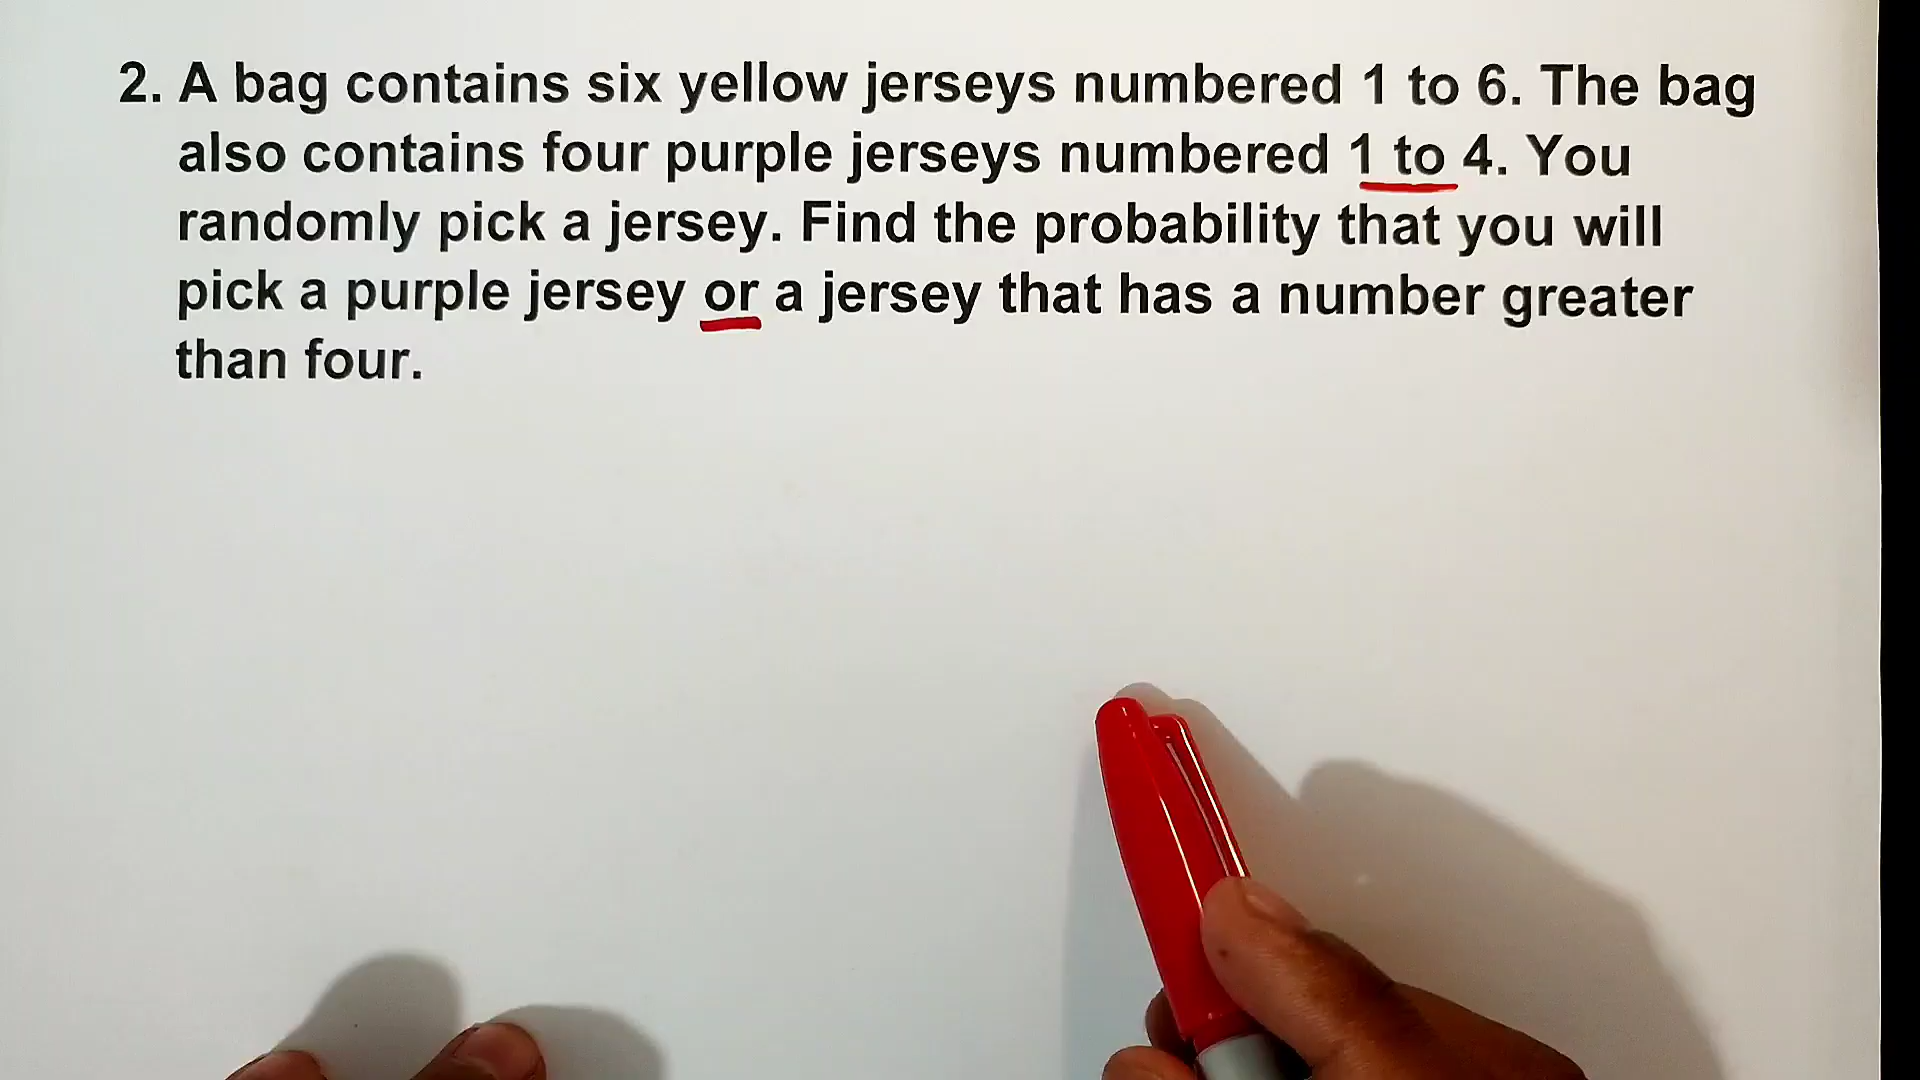 2. A bag contains six yellow jerseys numbered 1 to 6. The bag
also contains four purple jerseys numbered 1 to 4. You
randomly pick a jersey. Find the probability that you will
pick a purple jersey or a jersey that has a number greater
than four.